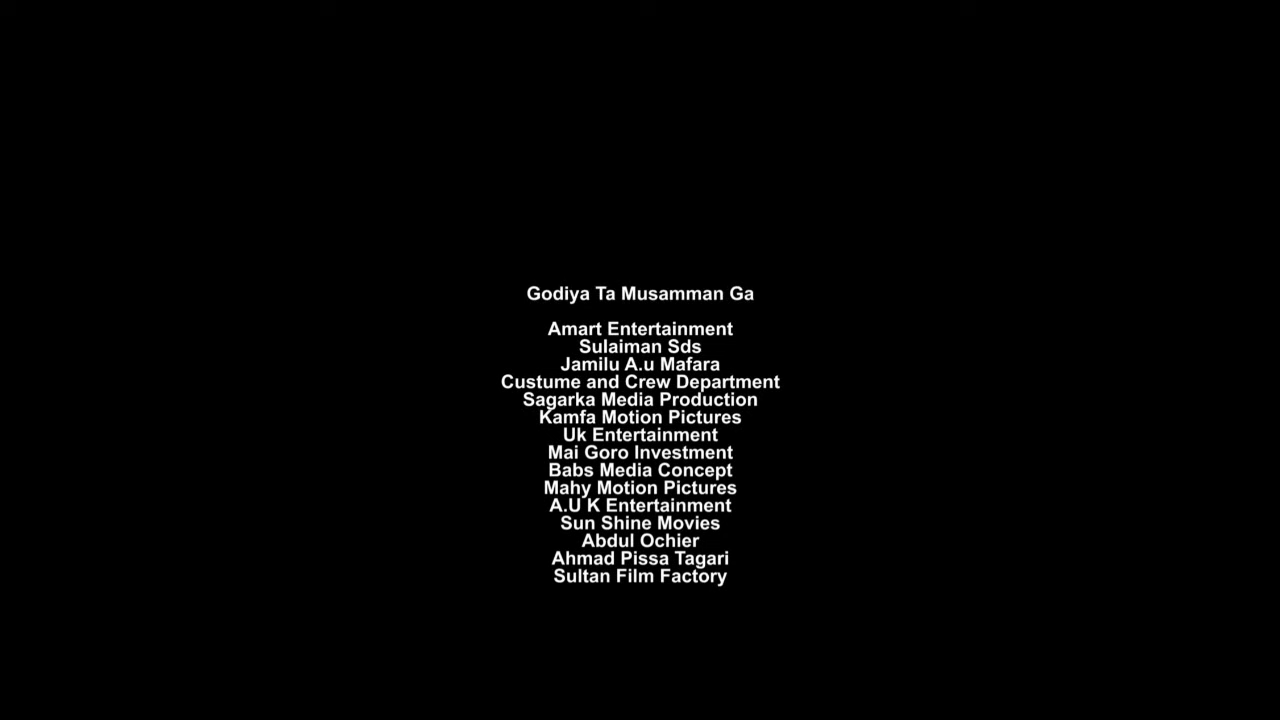 Godiya Ta Musamman Ga
Amart Entertainment
Sulaiman Sds
Jamilu A.u Mafara
Custume and Crew Department
Sagarka Media Production
Kamfa Motion Pictures
Uk Entertainment
Mai Goro Investment
Babs Media Concept
Mahy Motion Pictures
A.U K Entertainment
Sun Shine Movies
Abdul Ochier
Ahmad Pissa Tagari
Sultan Film Factory